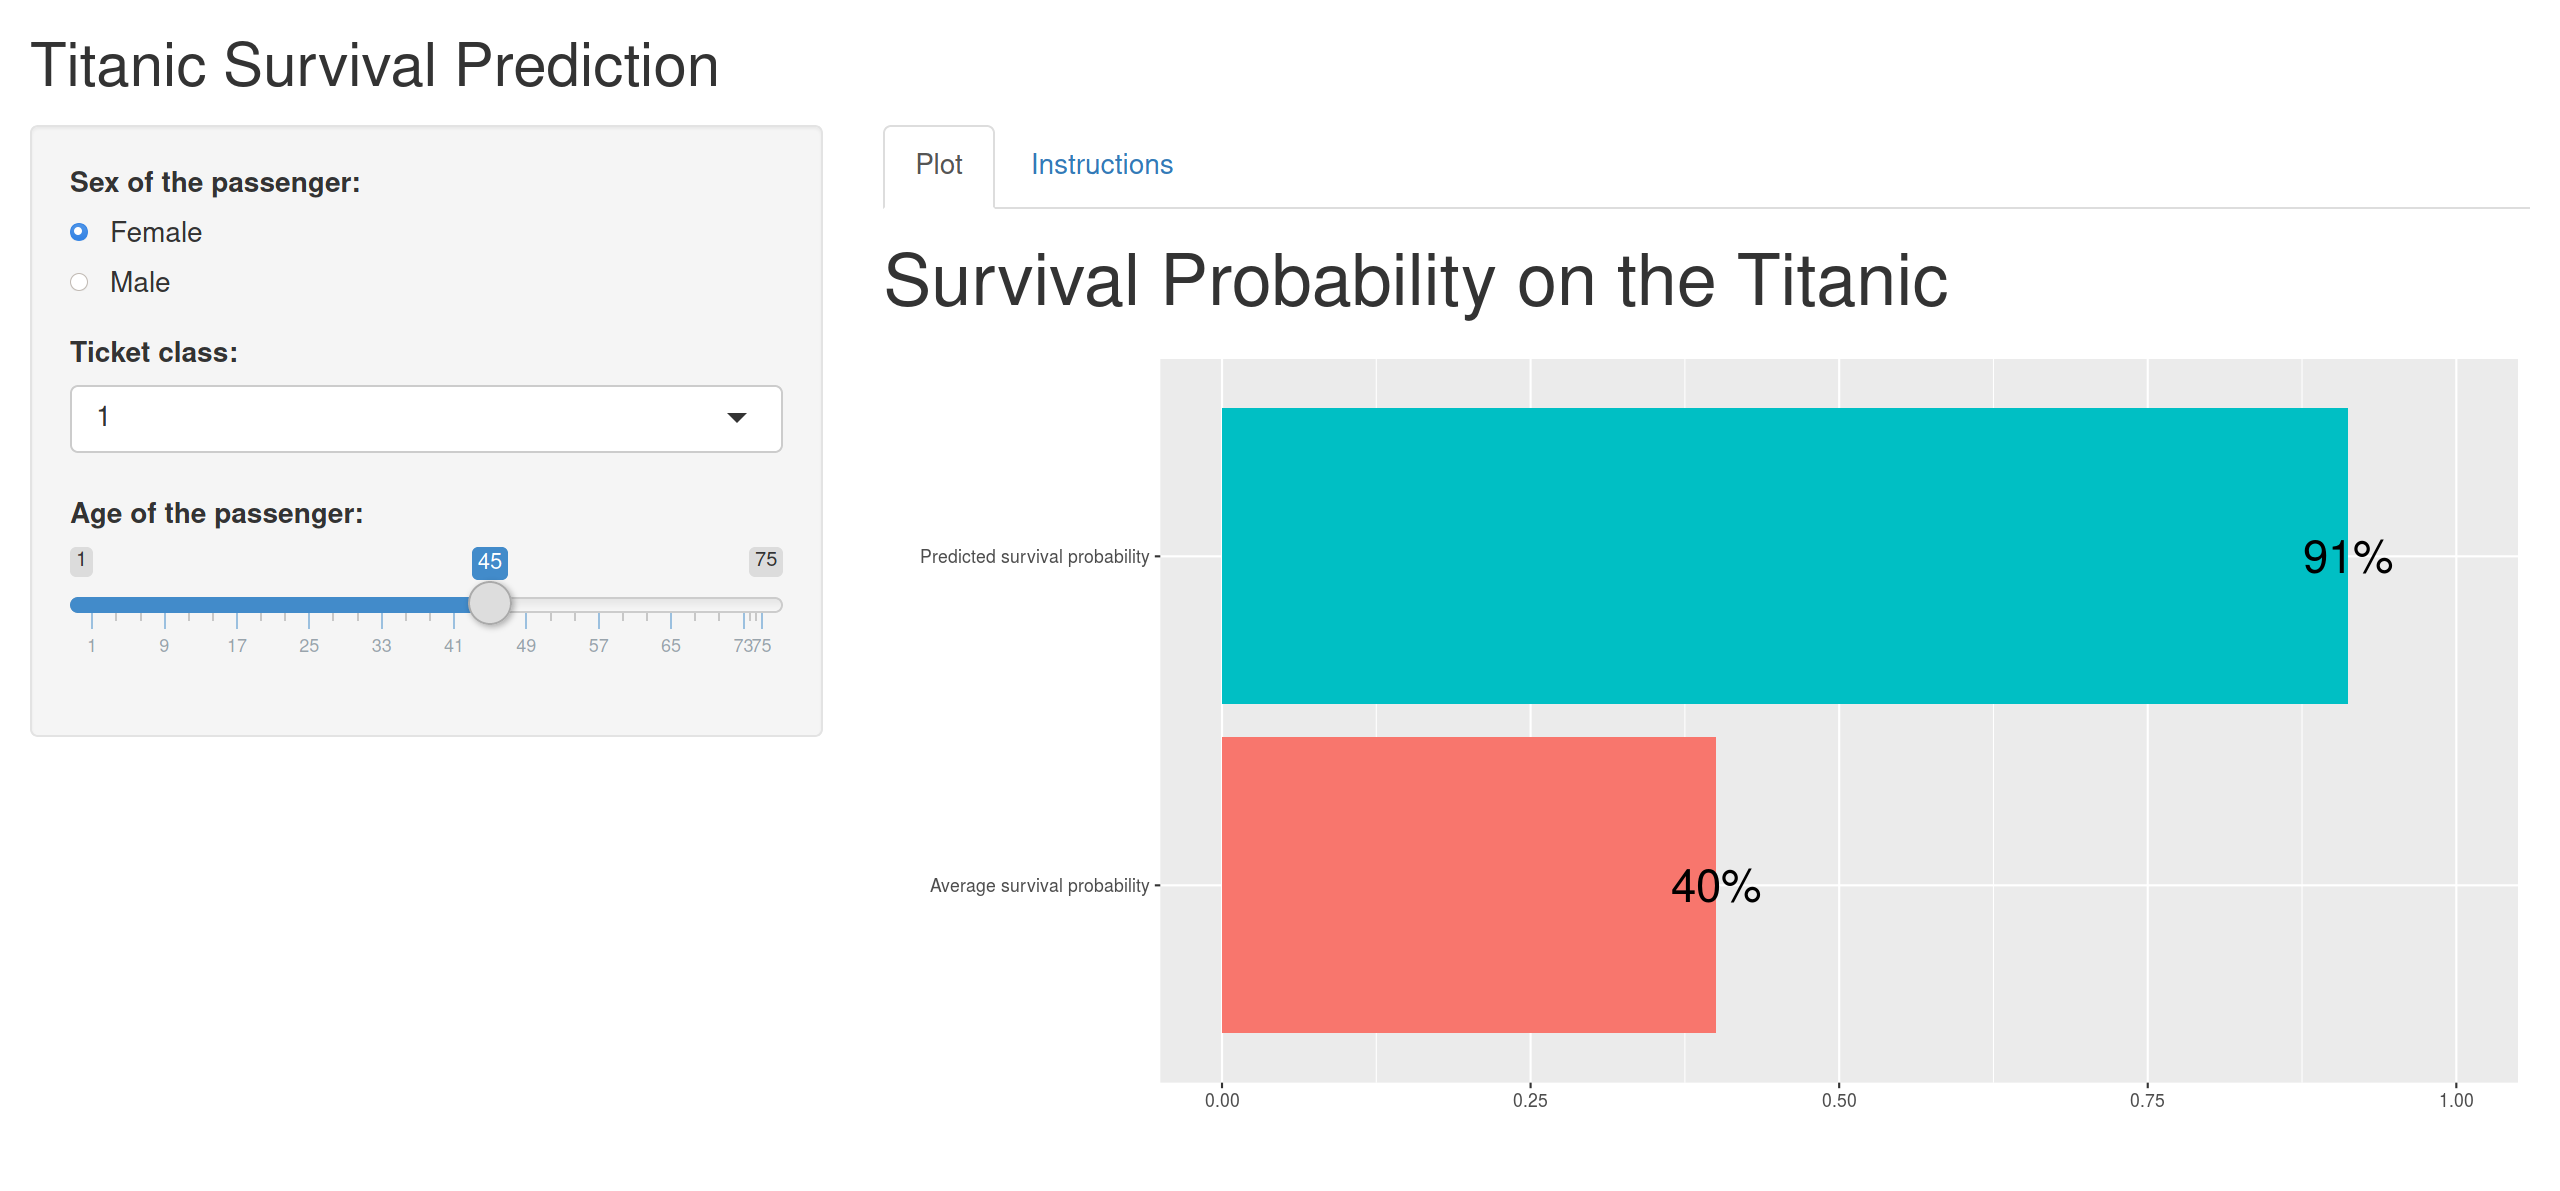 Titanic Survival Prediction
Sex of the passenger:
Female
Male
Ticket class:
1
Age of the passenger:
1 45 75
1 9 17 25 33 41 49 57 65 73 75
Plot Instructions
Survival Probability on the Titanic
Predicted survival probability 91%
Average survival probability 40%
0.00 0.25 0.50 0.75 1.00